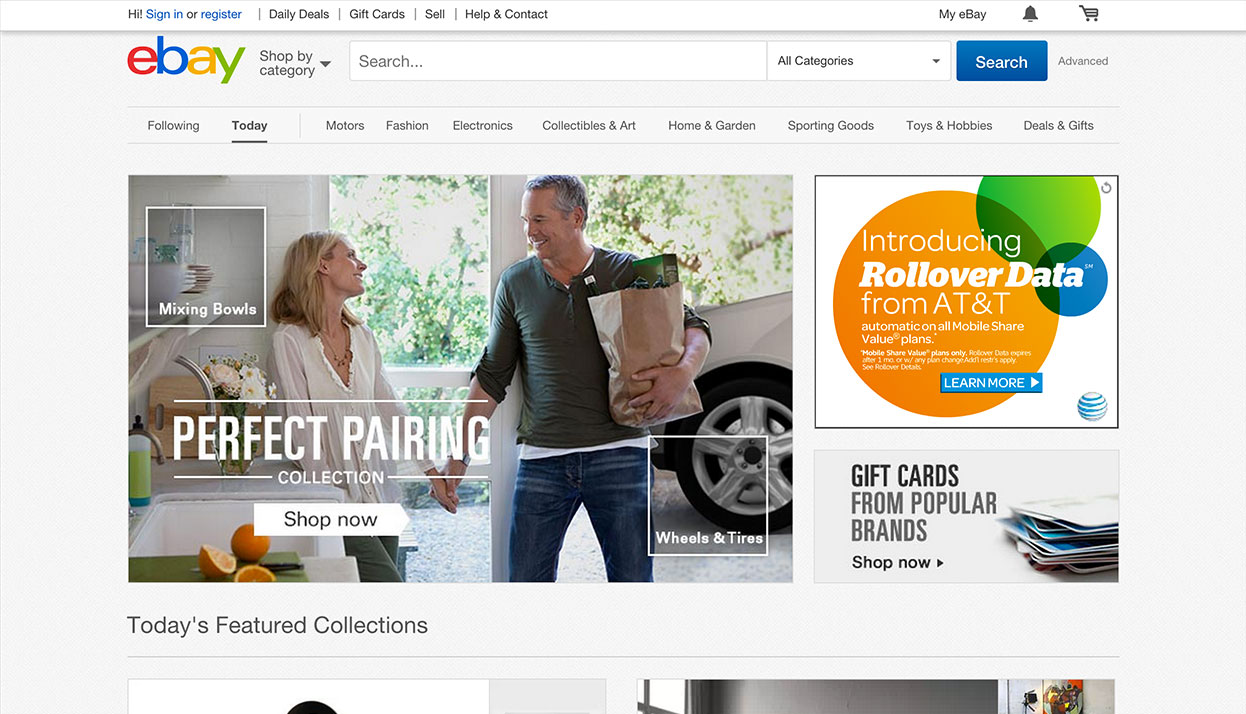 Hi! Sign in or register | Daily Deals | Gift Cards | Sell | Help & Contact
My eBay
ebay
Shop by
category
Search...
All Categories
Search
Advanced
Following
Today
Motors
Fashion
Electronics
Collectibles & Art
Home & Garden
Sporting Goods
Toys & Hobbies
Deals & Gifts
Mixing Bowls
PERFECT PAIRING
COLLECTION
Shop now
Wheels & Tires
Introducing
Rollover Data℠
from AT&T
automatic on all Mobile Share
Value® plans.*
*Mobile Share Value® plans only. Rollover Data expires
after 1 mo. or w/ any plan change. Add'l restr's apply.
See Rollover Details.
LEARN MORE
GIFT CARDS
FROM POPULAR
BRANDS
Shop now
Today's Featured Collections